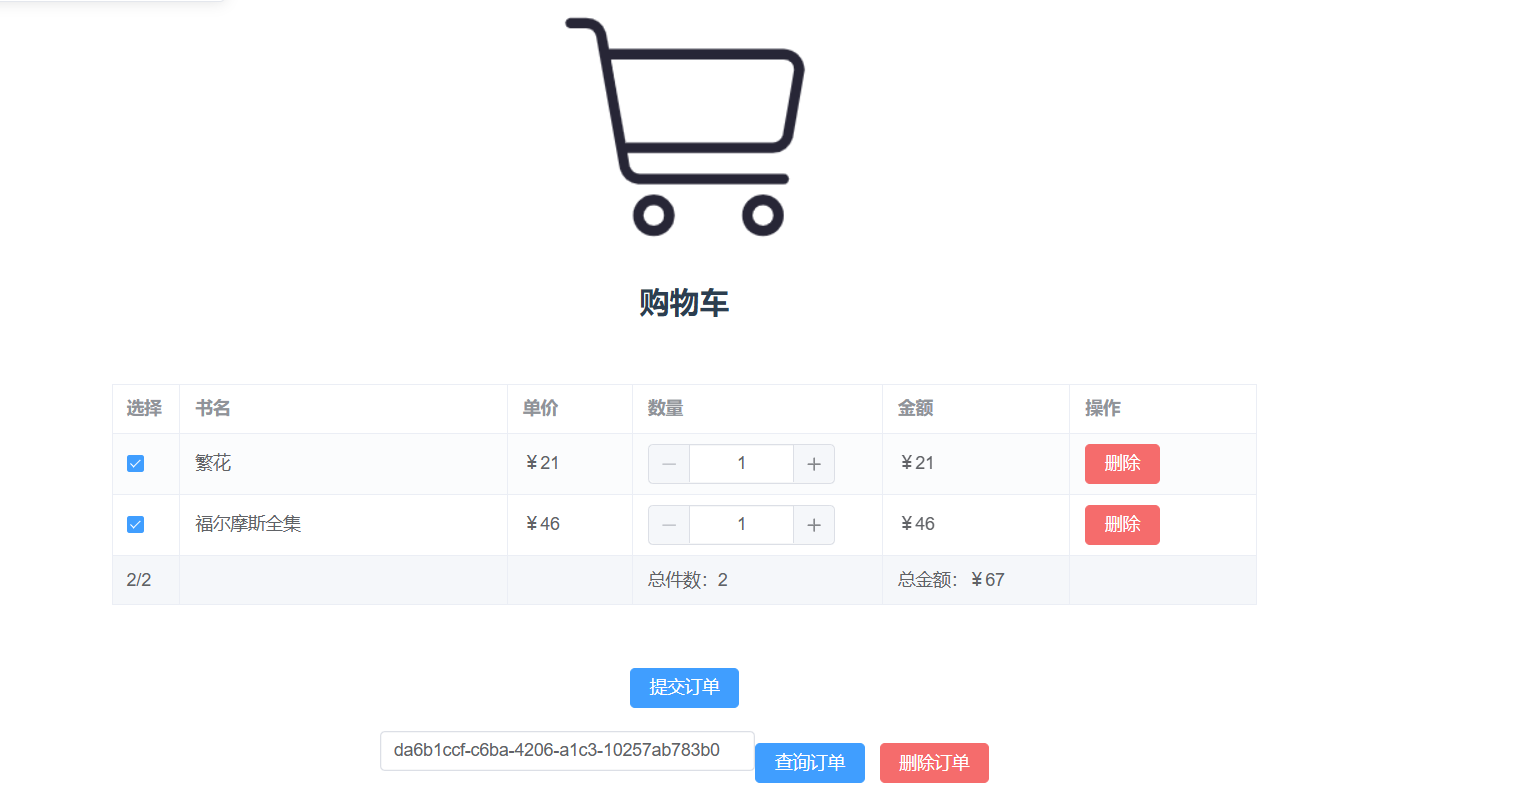 购物车
选择 书名 单价 数量 金额 操作
繁花 ￥21 1 ￥21 删除
福尔摩斯全集 ￥46 1 ￥46 删除
2/2 总件数：2 总金额：￥67
提交订单
da6b1ccf-c6ba-4206-a1c3-10257ab783b0 查询订单 删除订单